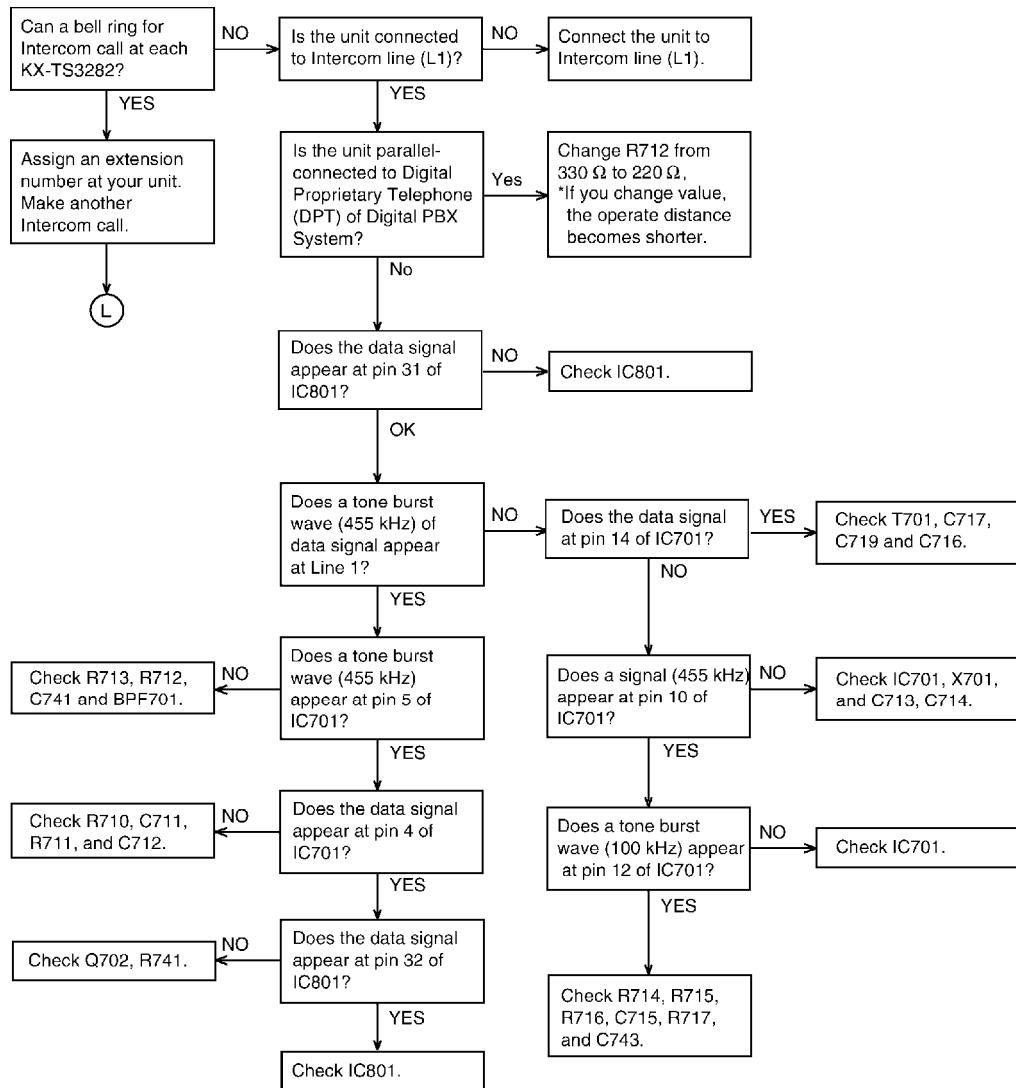 Can a bell ring for
Intercom call at each
KX-TS3282?
NO
Is the unit connected
to Intercom line (L1)?
NO
Connect the unit to
Intercom line (L1).
YES
YES
Assign an extension
number at your unit.
Make another
Intercom call.
L
Is the unit parallel-
connected to Digital
Proprietary Telephone
(DPT) of Digital PBX
System?
Yes
Change R712 from
330 Ω to 220 Ω,
*If you change value,
the operate distance
becomes shorter.
No
Does the data signal
appear at pin 31 of
IC801?
NO
Check IC801.
OK
Does a tone burst
wave (455 kHz) of
data signal appear
at Line 1?
NO
Does the data signal
at pin 14 of IC701?
YES
Check T701, C717,
C719 and C716.
YES
NO
Does a tone burst
wave (455 kHz)
appear at pin 5 of
IC701?
NO
Check R713, R712,
C741 and BPF701.
Does a signal (455 kHz)
appear at pin 10 of
IC701?
NO
Check IC701, X701,
and C713, C714.
YES
YES
Does the data signal
appear at pin 4 of
IC701?
NO
Check R710, C711,
R711, and C712.
Does a tone burst
wave (100 kHz) appear
at pin 12 of IC701?
NO
Check IC701.
YES
YES
Does the data signal
appear at pin 32 of
IC801?
NO
Check Q702, R741.
Check R714, R715,
R716, C715, R717,
and C743.
YES
Check IC801.